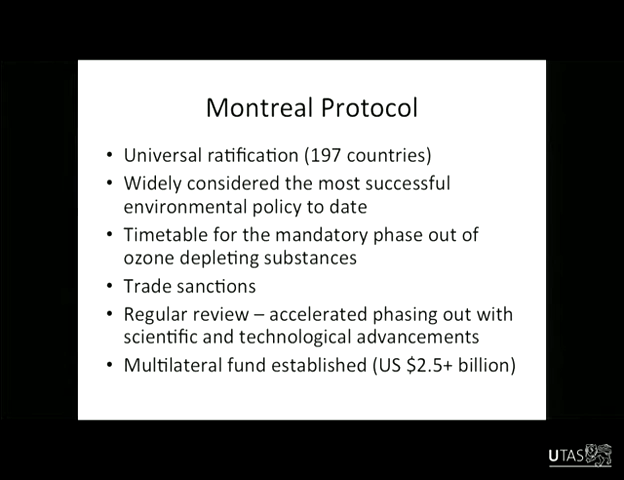 Montreal Protocol
• Universal ratification (197 countries)
• Widely considered the most successful
environmental policy to date
• Timetable for the mandatory phase out of
ozone depleting substances
• Trade sanctions
• Regular review – accelerated phasing out with
scientific and technological advancements
• Multilateral fund established (US $2.5+ billion)
UTAS